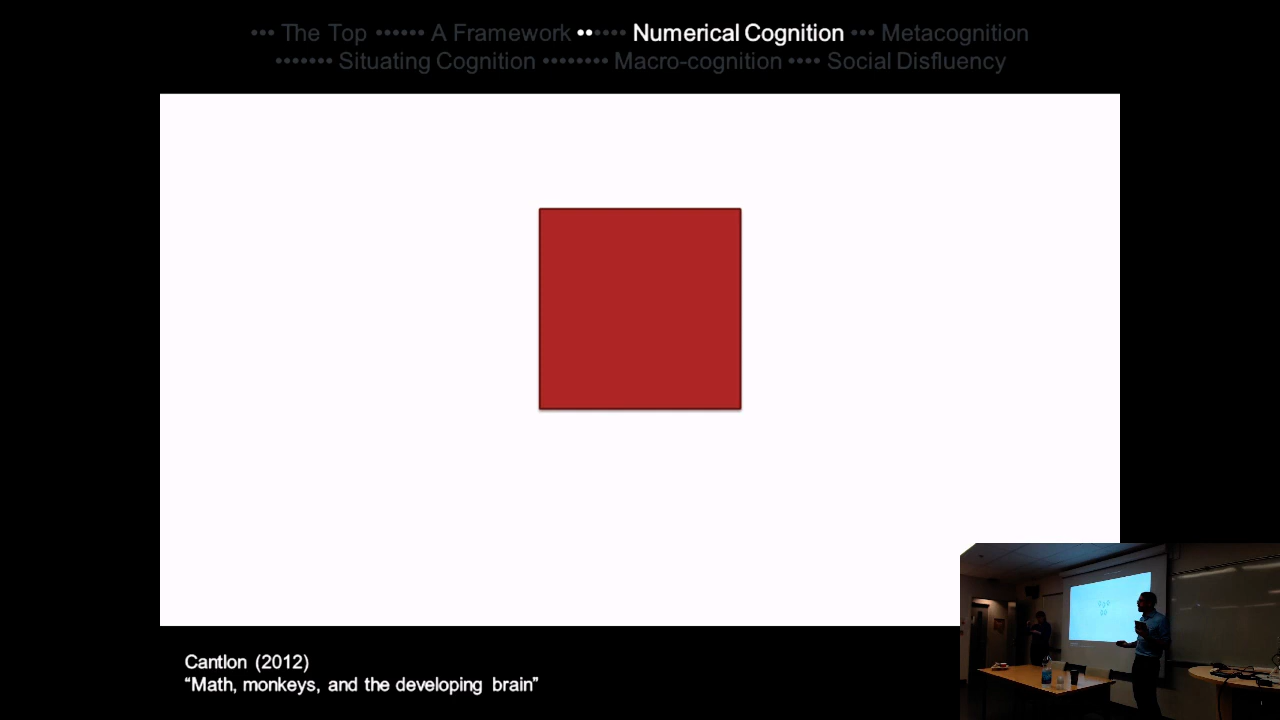 ••• The Top •••••• A Framework •••••• Numerical Cognition ••• Metacognition
••••••• Situating Cognition •••••••• Macro-cognition •••• Social Disfluency
Cantlon (2012)
“Math, monkeys, and the developing brain”